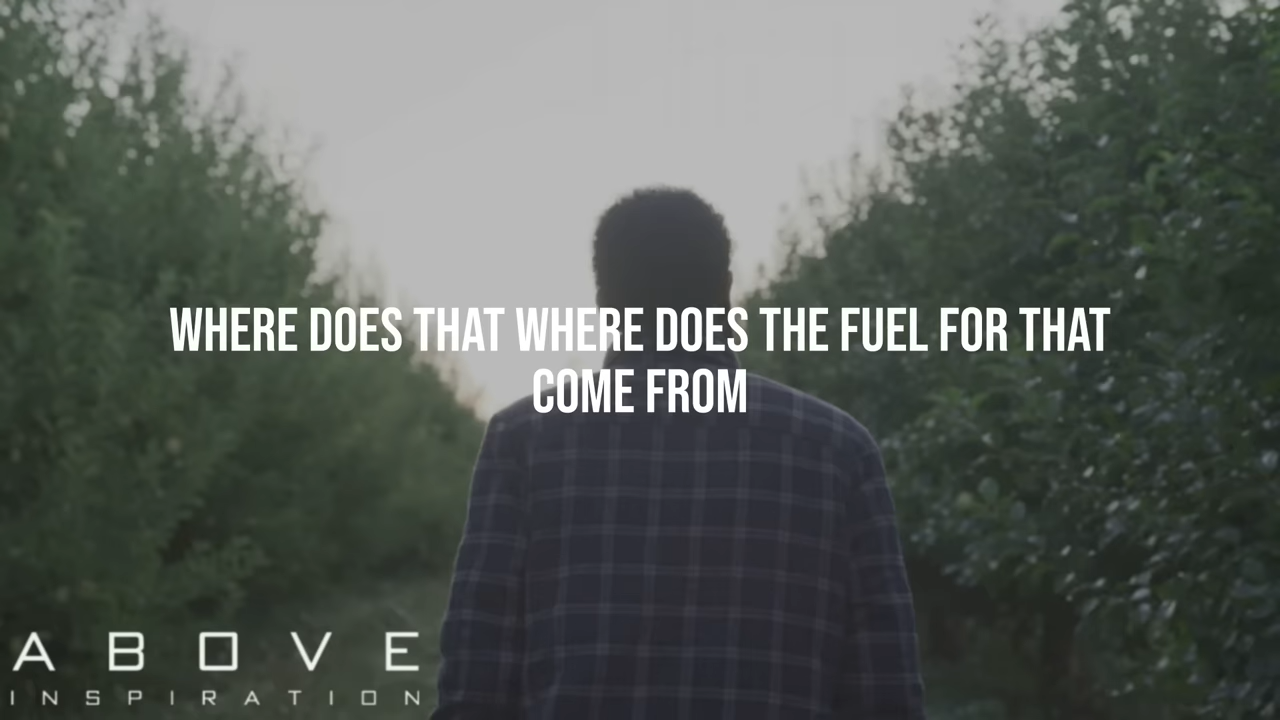 WHERE DOES THAT WHERE DOES THE FUEL FOR THAT
COME FROM
ABOVE
INSPIRATION